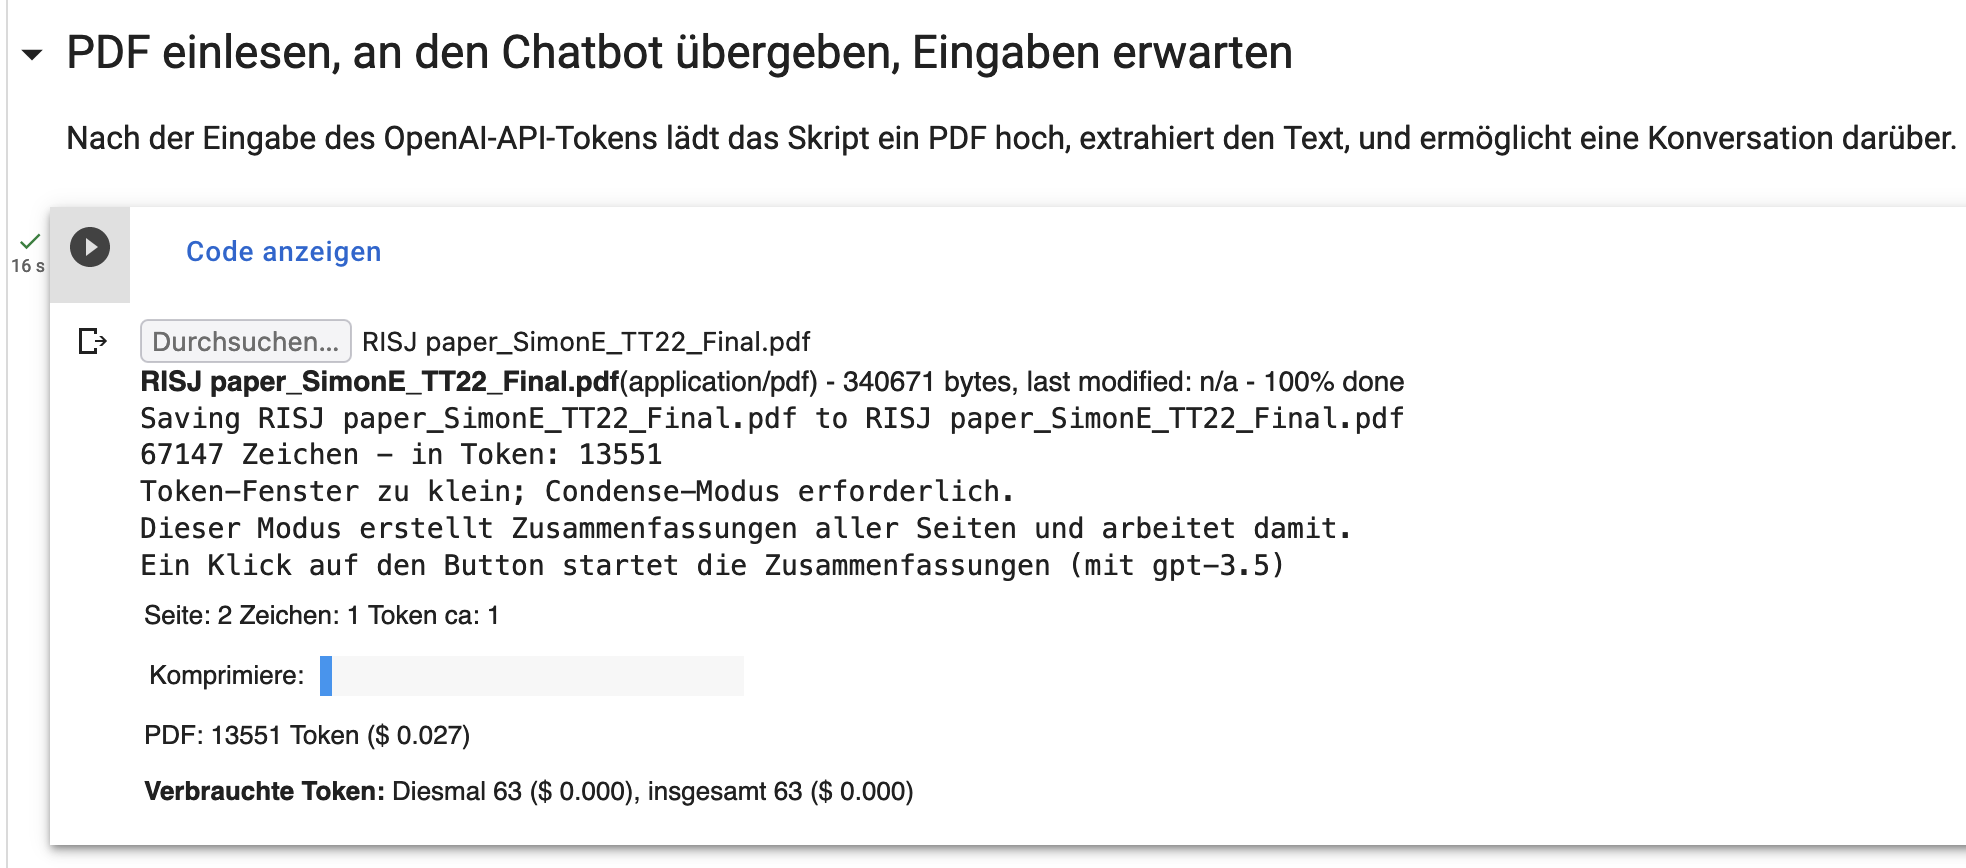 PDF einlesen, an den Chatbot übergeben, Eingaben erwarten
Nach der Eingabe des OpenAI-API-Tokens lädt das Skript ein PDF hoch, extrahiert den Text, und ermöglicht eine Konversation darüber.
Code anzeigen
16 s
Durchsuchen... RISJ paper_SimonE_TT22_Final.pdf
RISJ paper_SimonE_TT22_Final.pdf(application/pdf) - 340671 bytes, last modified: n/a - 100% done
Saving RISJ paper_SimonE_TT22_Final.pdf to RISJ paper_SimonE_TT22_Final.pdf
67147 Zeichen – in Token: 13551
Token-Fenster zu klein; Condense-Modus erforderlich.
Dieser Modus erstellt Zusammenfassungen aller Seiten und arbeitet damit.
Ein Klick auf den Button startet die Zusammenfassungen (mit gpt-3.5)
Seite: 2 Zeichen: 1 Token ca: 1
Komprimiere:
PDF: 13551 Token ($ 0.027)
Verbrauchte Token: Diesmal 63 ($ 0.000), insgesamt 63 ($ 0.000)